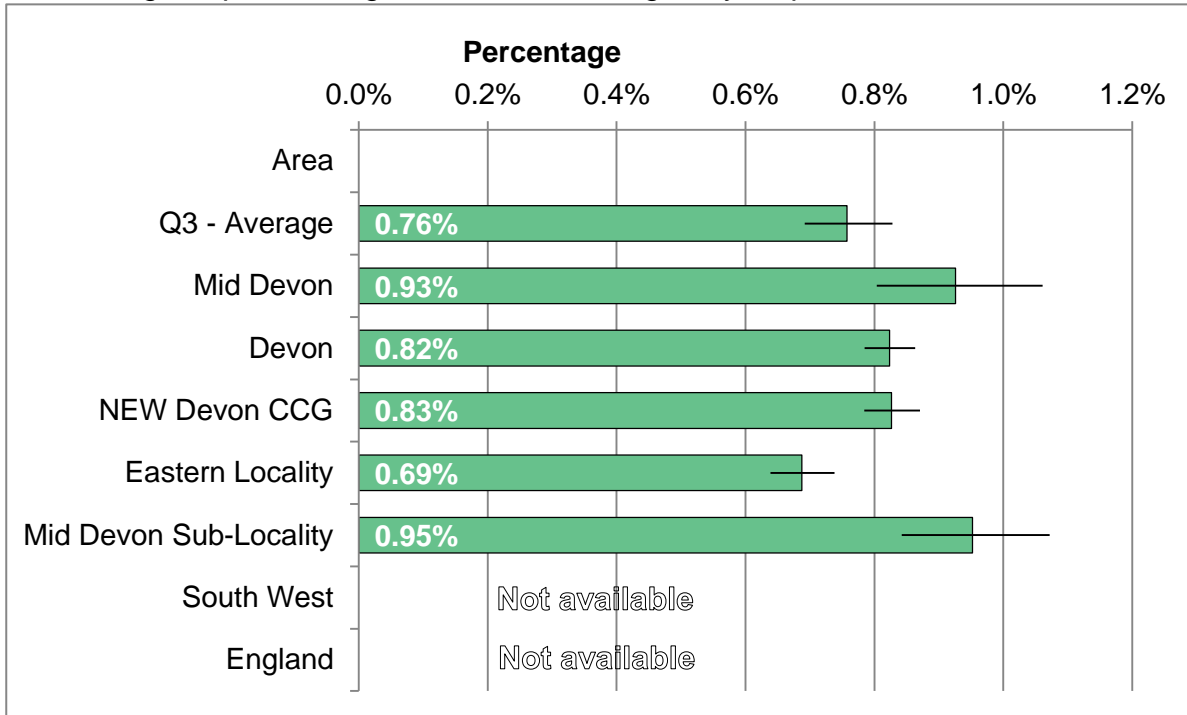 Percentage
0.0% 0.2% 0.4% 0.6% 0.8% 1.0% 1.2%
Area
Q3 - Average 0.76%
Mid Devon 0.93%
Devon 0.82%
NEW Devon CCG 0.83%
Eastern Locality 0.69%
Mid Devon Sub-Locality 0.95%
South West Not available
England Not available